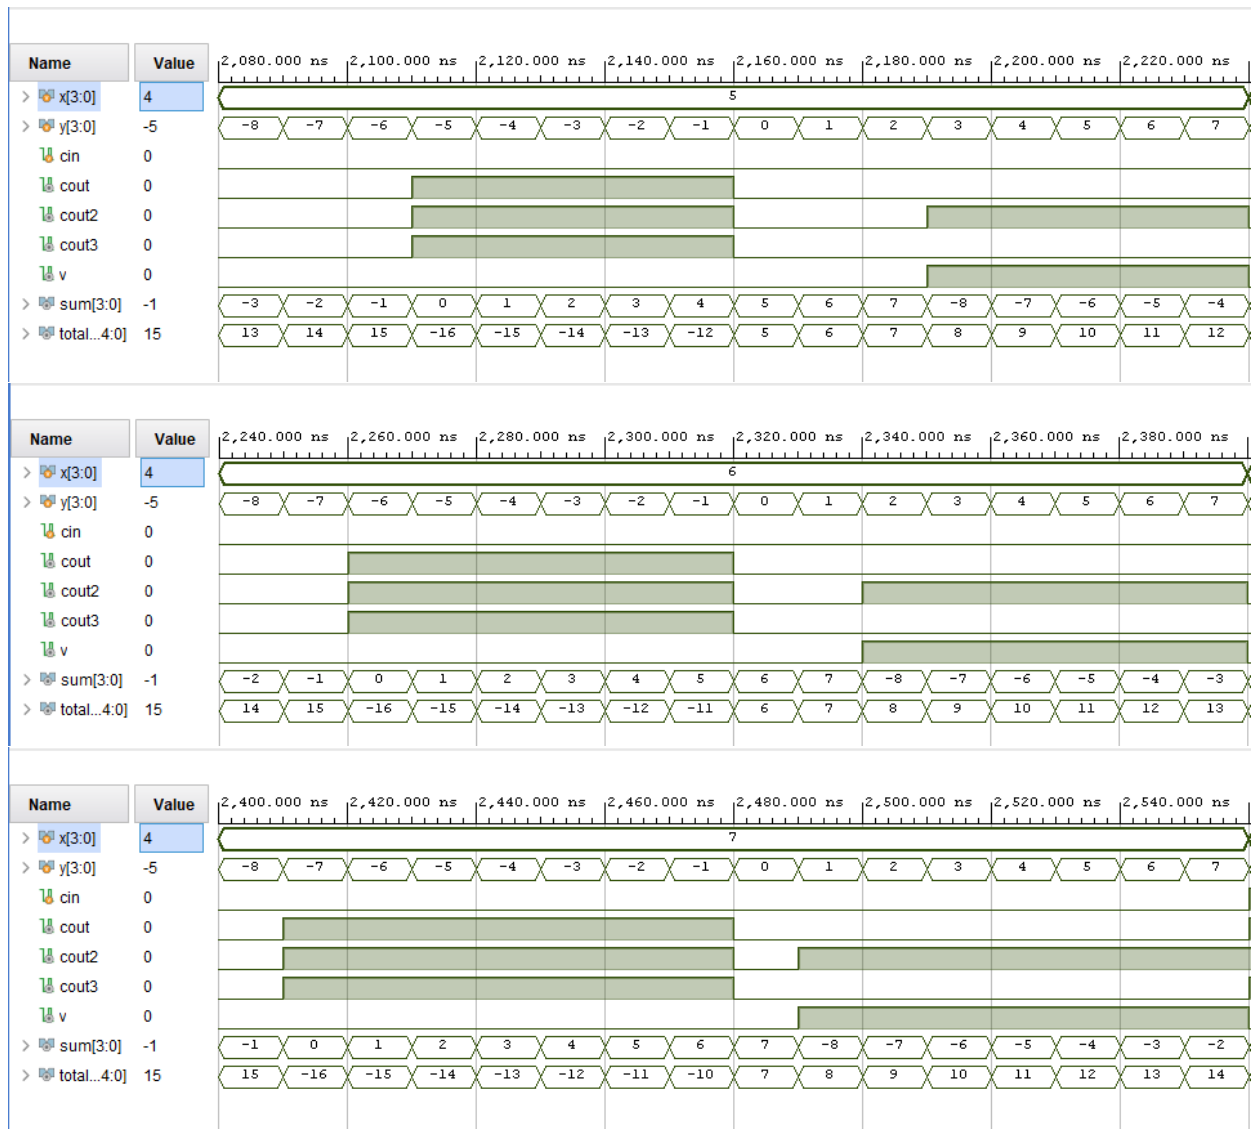 Name Value 2,080.000 ns 2,100.000 ns 2,120.000 ns 2,140.000 ns 2,160.000 ns 2,180.000 ns 2,200.000 ns 2,220.000 ns
x[3:0] 4 5
y[3:0] -5 -8 -7 -6 -5 -4 -3 -2 -1 0 1 2 3 4 5 6 7
cin 0
cout 0
cout2 0
cout3 0
v 0
sum[3:0] -1 -3 -2 -1 0 1 2 3 4 5 6 7 -8 -7 -6 -5 -4
total...4:0] 15 13 14 15 -16 -15 -14 -13 -12 5 6 7 8 9 10 11 12
Name Value 2,240.000 ns 2,260.000 ns 2,280.000 ns 2,300.000 ns 2,320.000 ns 2,340.000 ns 2,360.000 ns 2,380.000 ns
x[3:0] 4 6
y[3:0] -5 -8 -7 -6 -5 -4 -3 -2 -1 0 1 2 3 4 5 6 7
cin 0
cout 0
cout2 0
cout3 0
v 0
sum[3:0] -1 -2 -1 0 1 2 3 4 5 6 7 -8 -7 -6 -5 -4 -3
total...4:0] 15 14 15 -16 -15 -14 -13 -12 -11 6 7 8 9 10 11 12 13
Name Value 2,400.000 ns 2,420.000 ns 2,440.000 ns 2,460.000 ns 2,480.000 ns 2,500.000 ns 2,520.000 ns 2,540.000 ns
x[3:0] 4 7
y[3:0] -5 -8 -7 -6 -5 -4 -3 -2 -1 0 1 2 3 4 5 6 7
cin 0
cout 0
cout2 0
cout3 0
v 0
sum[3:0] -1 -1 0 1 2 3 4 5 6 7 -8 -7 -6 -5 -4 -3 -2
total...4:0] 15 15 -16 -15 -14 -13 -12 -11 -10 7 8 9 10 11 12 13 14